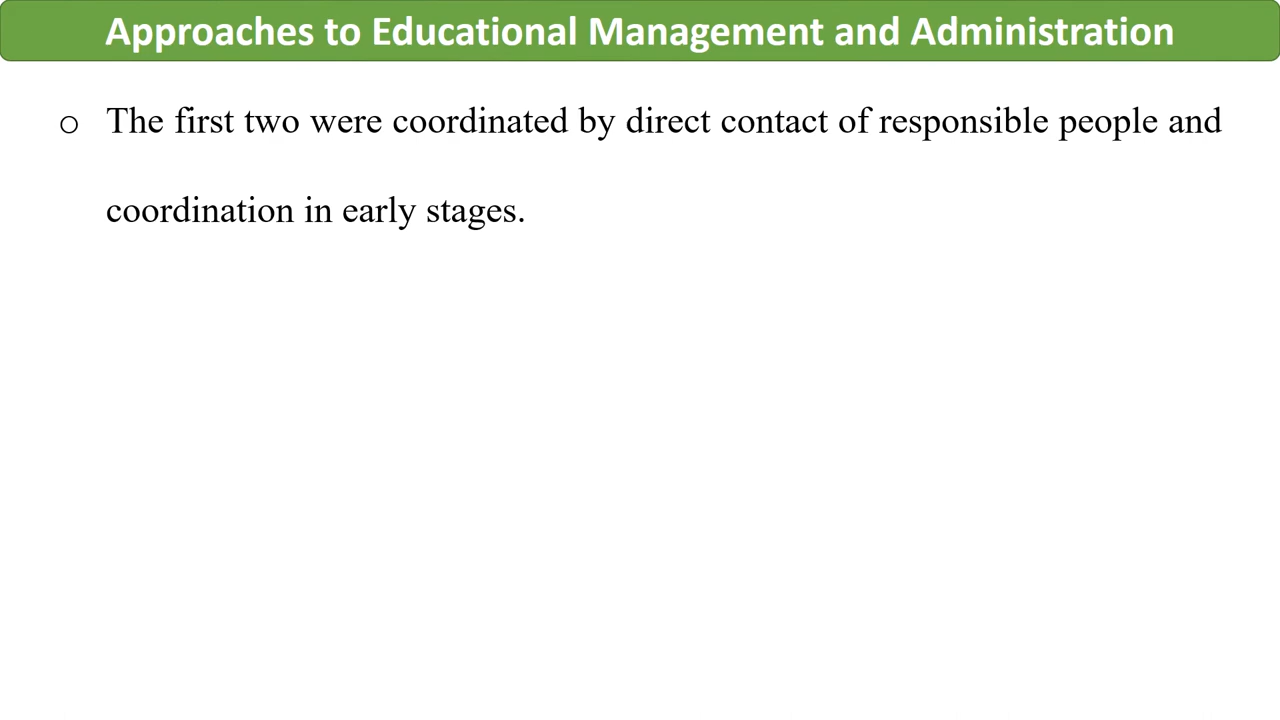 Approaches to Educational Management and Administration
o The first two were coordinated by direct contact of responsible people and
coordination in early stages.